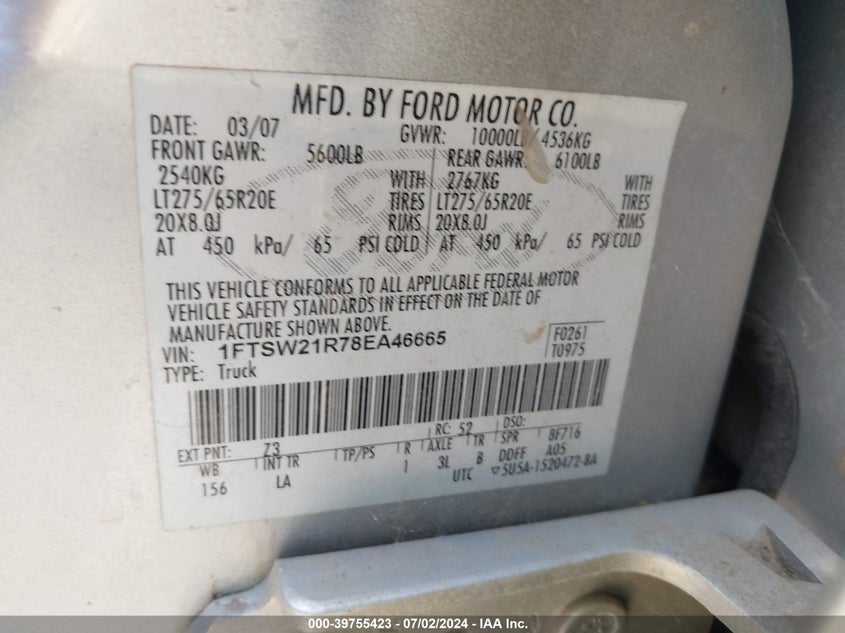 MFD. BY FORD MOTOR CO.
DATE: 03/07 GVWR: 10000LB/ 4536KG
FRONT GAWR: 5600LB REAR GAWR: 6100LB
2540KG WITH 2767KG WITH
LT275/65R20E TIRES LT275/65R20E TIRES
20X8.0J RIMS 20X8.0J RIMS
AT 450 kPa/ 65 PSI COLD AT 450 kPa/ 65 PSI COLD
THIS VEHICLE CONFORMS TO ALL APPLICABLE FEDERAL MOTOR
VEHICLE SAFETY STANDARDS IN EFFECT ON THE DATE OF
MANUFACTURE SHOWN ABOVE.
VIN: 1FTSW21R78EA46665 F0261
TYPE: Truck T0975
EXT PNT: Z3 RC: 52 DSO:
WB INT TR TP/PS R AXLE TR SPR BF716
156 LA 1 3L B DDFF A05
UTC 5U5A-1520472-BA
000-39755423 - 07/02/2024 - IAA Inc.